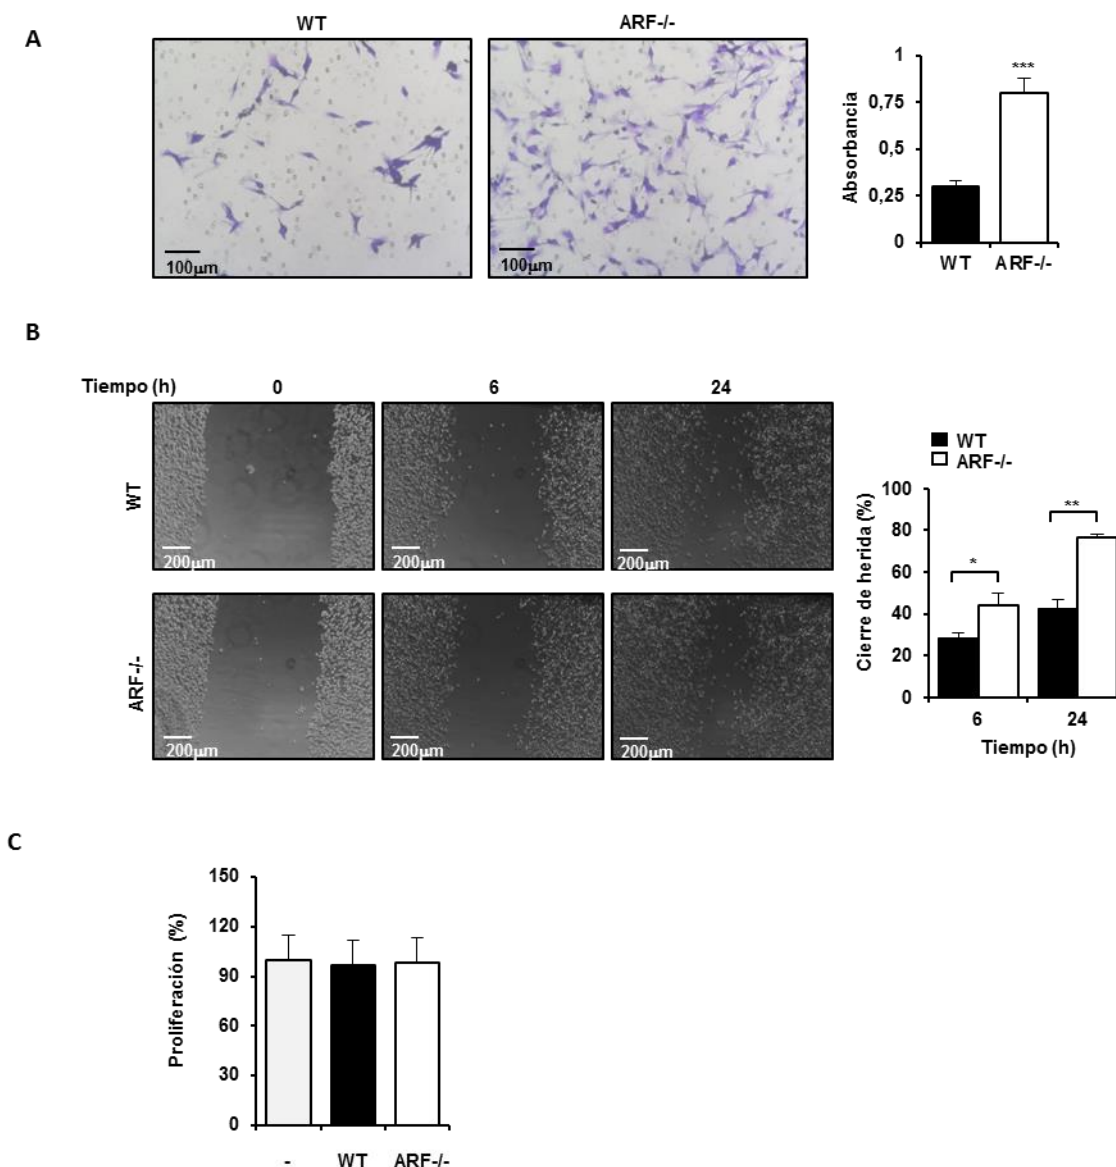 A
WT
ARF-/-
100µm
100µm
Absorbancia
1
0,75
0,5
0,25
0
***
WT
ARF-/-
B
Tiempo (h)
0
6
24
WT
200µm
200µm
200µm
ARF-/-
200µm
200µm
200µm
WT
ARF-/-
Cierre de herida (%)
100
80
60
40
20
0
*
**
6
24
Tiempo (h)
C
Proliferación (%)
150
120
90
60
30
0
-
WT
ARF-/-